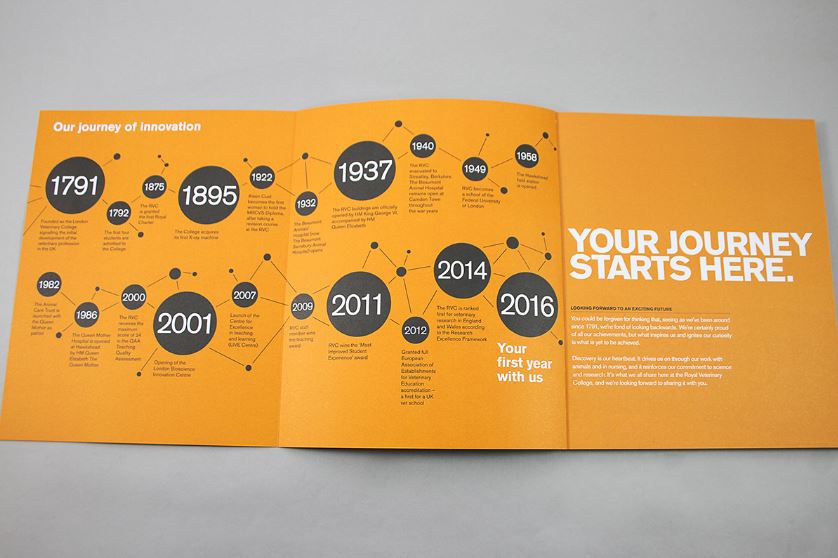 Our journey of innovation
1791
Founded as the London
Veterinary College
signalling the initial
development of the
veterinary profession
in the UK
1792
The first four
students are
admitted to
the College
1875
The RVC
is granted
the first Royal
Charter
1895
The College acquires
its first X-ray machine
1922
Aleen Cust
becomes the first
woman to hold the
MRCVS Diploma,
after taking a
revision course
at the RVC
1932
The Beaumont
Animals'
Hospital (now
The Beaumont
Sainsbury Animal
Hospital) opens
1937
The RVC buildings are officially
opened by HM King George VI,
accompanied by HM
Queen Elizabeth
1940
The RVC
evacuated to
Streatley, Berkshire.
The Beaumont
Animal Hospital
remains open at
Camden Town
throughout
the war years
1949
RVC becomes
a school of the
Federal University
of London
1958
The Hawkshead
field station
is opened
1982
The Animal
Care Trust is
launched with
the Queen
Mother as
patron
1986
The Queen Mother
Hospital is opened
at Hawkshead
by HM Queen
Elizabeth The
Queen Mother
2000
The RVC
receives the
maximum
score of 24
in the QAA
Teaching
Quality
Assessment
2001
Opening of the
London Bioscience
Innovation Centre
2007
Launch of the
Centre for
Excellence
in teaching
and learning
(LIVE Centre)
2009
RVC staff
member wins
the teaching
award
2011
RVC wins the 'Most
Improved Student
Experience' award
2012
Granted full
European
Association of
Establishments
for Veterinary
Education
accreditation –
a first for a UK
vet school
2014
The RVC is ranked
first for veterinary
research in England
and Wales according
to the Research
Excellence Framework
2016
Your
first year
with us
YOUR JOURNEY
STARTS HERE.
LOOKING FORWARD TO AN EXCITING FUTURE
You could be forgiven for thinking that, seeing as we've been around
since 1791, we're fond of looking backwards. We're certainly proud
of all our achievements, but what inspires us and ignites our curiosity
is what is yet to be achieved.
Discovery is our heartbeat. It drives us on through our work with
animals and in nursing, and it reinforces our commitment to science
and research. It's what we all share here at the Royal Veterinary
College, and we're looking forward to sharing it with you.